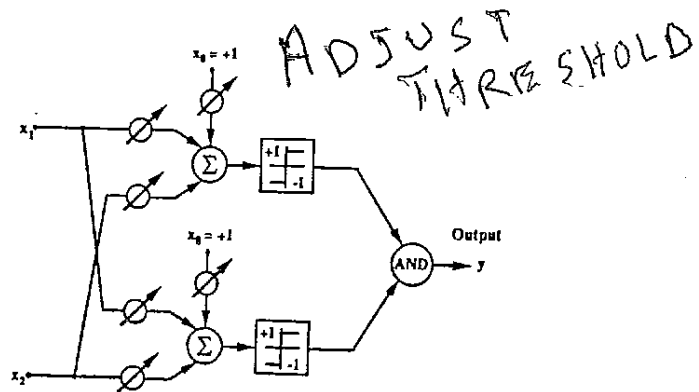 ADJUST
THRESHOLD
x₀ = +1
x₁
Σ
+1
-1
Output
x₀ = +1
AND
y
+1
Σ
-1
x₂